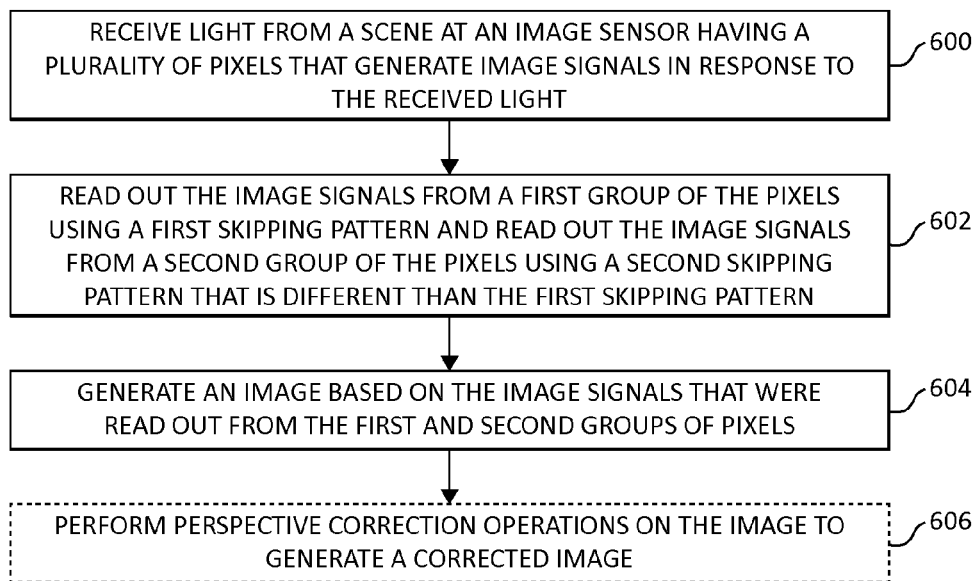 RECEIVE LIGHT FROM A SCENE AT AN IMAGE SENSOR HAVING A
PLURALITY OF PIXELS THAT GENERATE IMAGE SIGNALS IN RESPONSE TO
THE RECEIVED LIGHT
600
READ OUT THE IMAGE SIGNALS FROM A FIRST GROUP OF THE PIXELS
USING A FIRST SKIPPING PATTERN AND READ OUT THE IMAGE SIGNALS
FROM A SECOND GROUP OF THE PIXELS USING A SECOND SKIPPING
PATTERN THAT IS DIFFERENT THAN THE FIRST SKIPPING PATTERN
602
GENERATE AN IMAGE BASED ON THE IMAGE SIGNALS THAT WERE
READ OUT FROM THE FIRST AND SECOND GROUPS OF PIXELS
604
PERFORM PERSPECTIVE CORRECTION OPERATIONS ON THE IMAGE TO
GENERATE A CORRECTED IMAGE
606